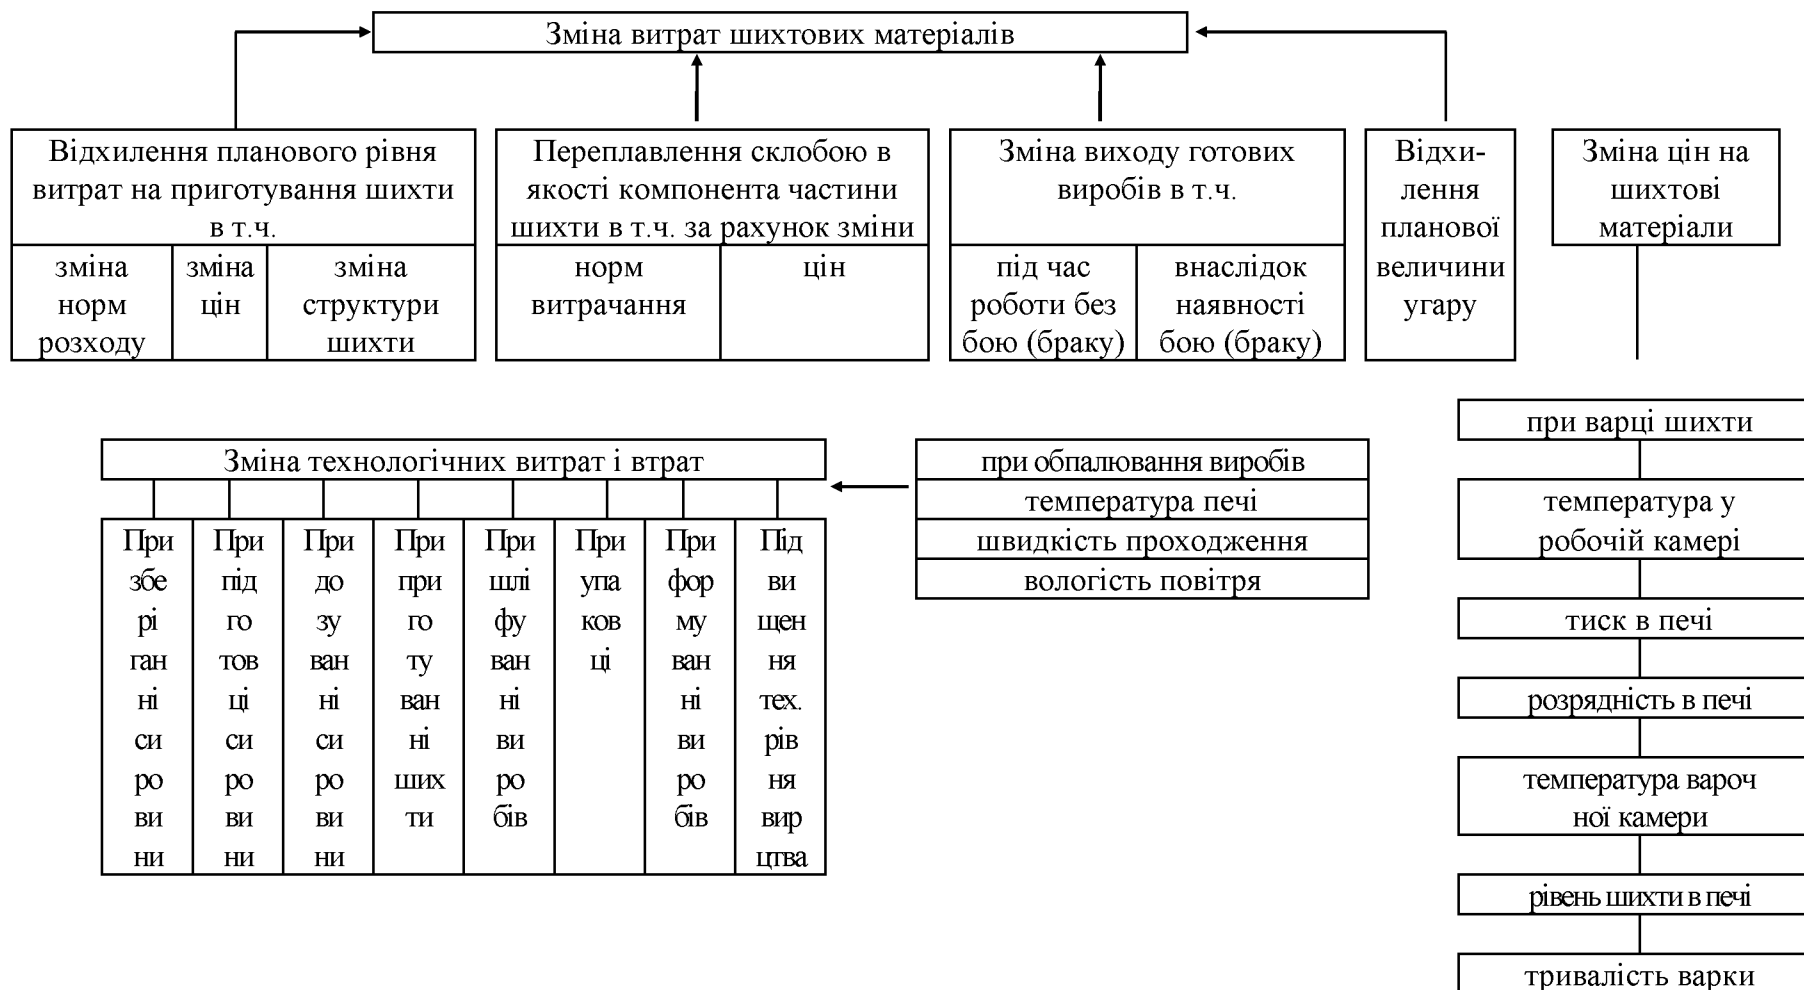 Зміна витрат шихтових матеріалів
Відхилення планового рівня
витрат на приготування шихти
в т.ч.
зміна
норм
розходу
зміна
цін
зміна
структури
шихти
Переплавлення склобою в
якості компонента частини
шихти в т.ч. за рахунок зміни
норм
витрачання
цін
Зміна виходу готових
виробів в т.ч.
під час
роботи без
бою (браку)
внаслідок
наявності
бою (браку)
Відхи-
лення
планової
величини
угару
Зміна цін на
шихтові
матеріали
Зміна технологічних витрат і втрат
При
збе
рі
ган
ні
си
ро
ви
ни
При
під
го
тов
ці
си
ро
ви
ни
При
до
зу
ван
ні
си
ро
ви
ни
При
при
го
ту
ван
ні
ших
ти
При
шлі
фу
ван
ні
ви
ро
бів
При
упа
ков
ці
При
фор
му
ван
ні
ви
ро
бів
Під
ви
щен
ня
тех.
рів
ня
вир
цтва
при обпалювання виробів
температура печі
швидкість проходження
вологість повітря
при варці шихти
температура у
робочій камері
тиск в печі
розрядність в печі
температура вароч
ної камери
рівень шихти в печі
тривалість варки